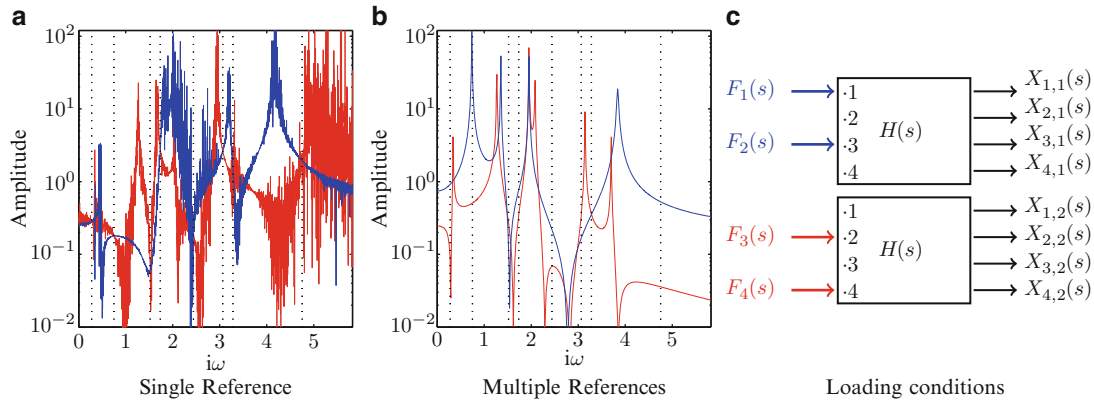 a
10^2
10^1
10^0
10^{-1}
10^{-2}
Amplitude
0 1 2 3 4 5
iω
Single Reference
b
10^2
10^1
10^0
10^{-1}
10^{-2}
Amplitude
0 1 2 3 4 5
iω
Multiple References
c
F_1(s)
F_2(s)
·1
·2
·3
·4
H(s)
X_{1,1}(s)
X_{2,1}(s)
X_{3,1}(s)
X_{4,1}(s)
F_3(s)
F_4(s)
·1
·2
·3
·4
H(s)
X_{1,2}(s)
X_{2,2}(s)
X_{3,2}(s)
X_{4,2}(s)
Loading conditions